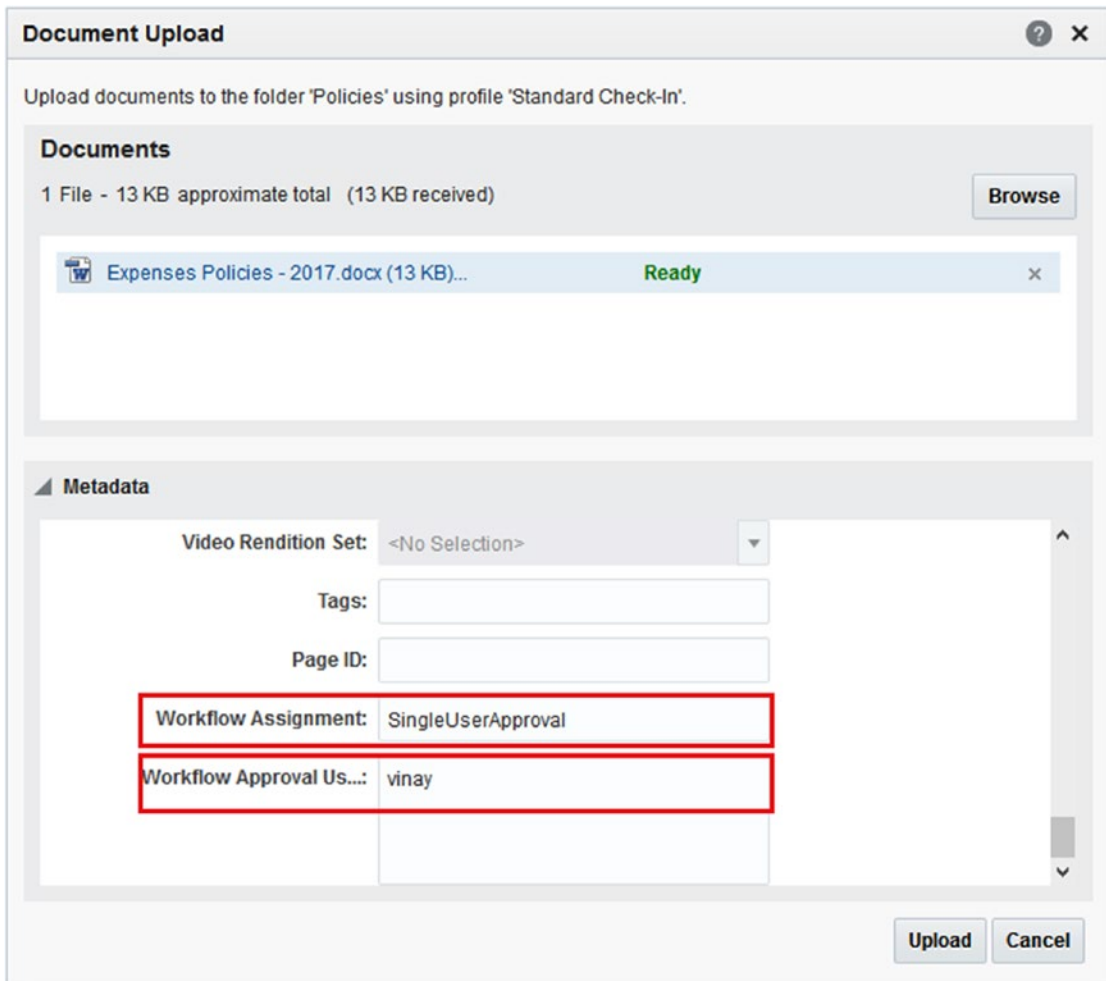 Document Upload
Upload documents to the folder 'Policies' using profile 'Standard Check-In'.
Documents
1 File - 13 KB approximate total (13 KB received)
Browse
Expenses Policies - 2017.docx (13 KB)... Ready
Metadata
Video Rendition Set: <No Selection>
Tags:
Page ID:
Workflow Assignment: SingleUserApproval
Workflow Approval Us...: vinay
Upload Cancel